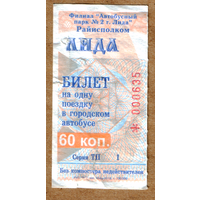 Филиал "Автобусный
парк № 2 г. Лида"
Райисполком
ЛИДА
БИЛЕТ
на одну
поездку
в городском
автобусе
000635
60 коп.
Серия ТП 1
Без компостера недействителен